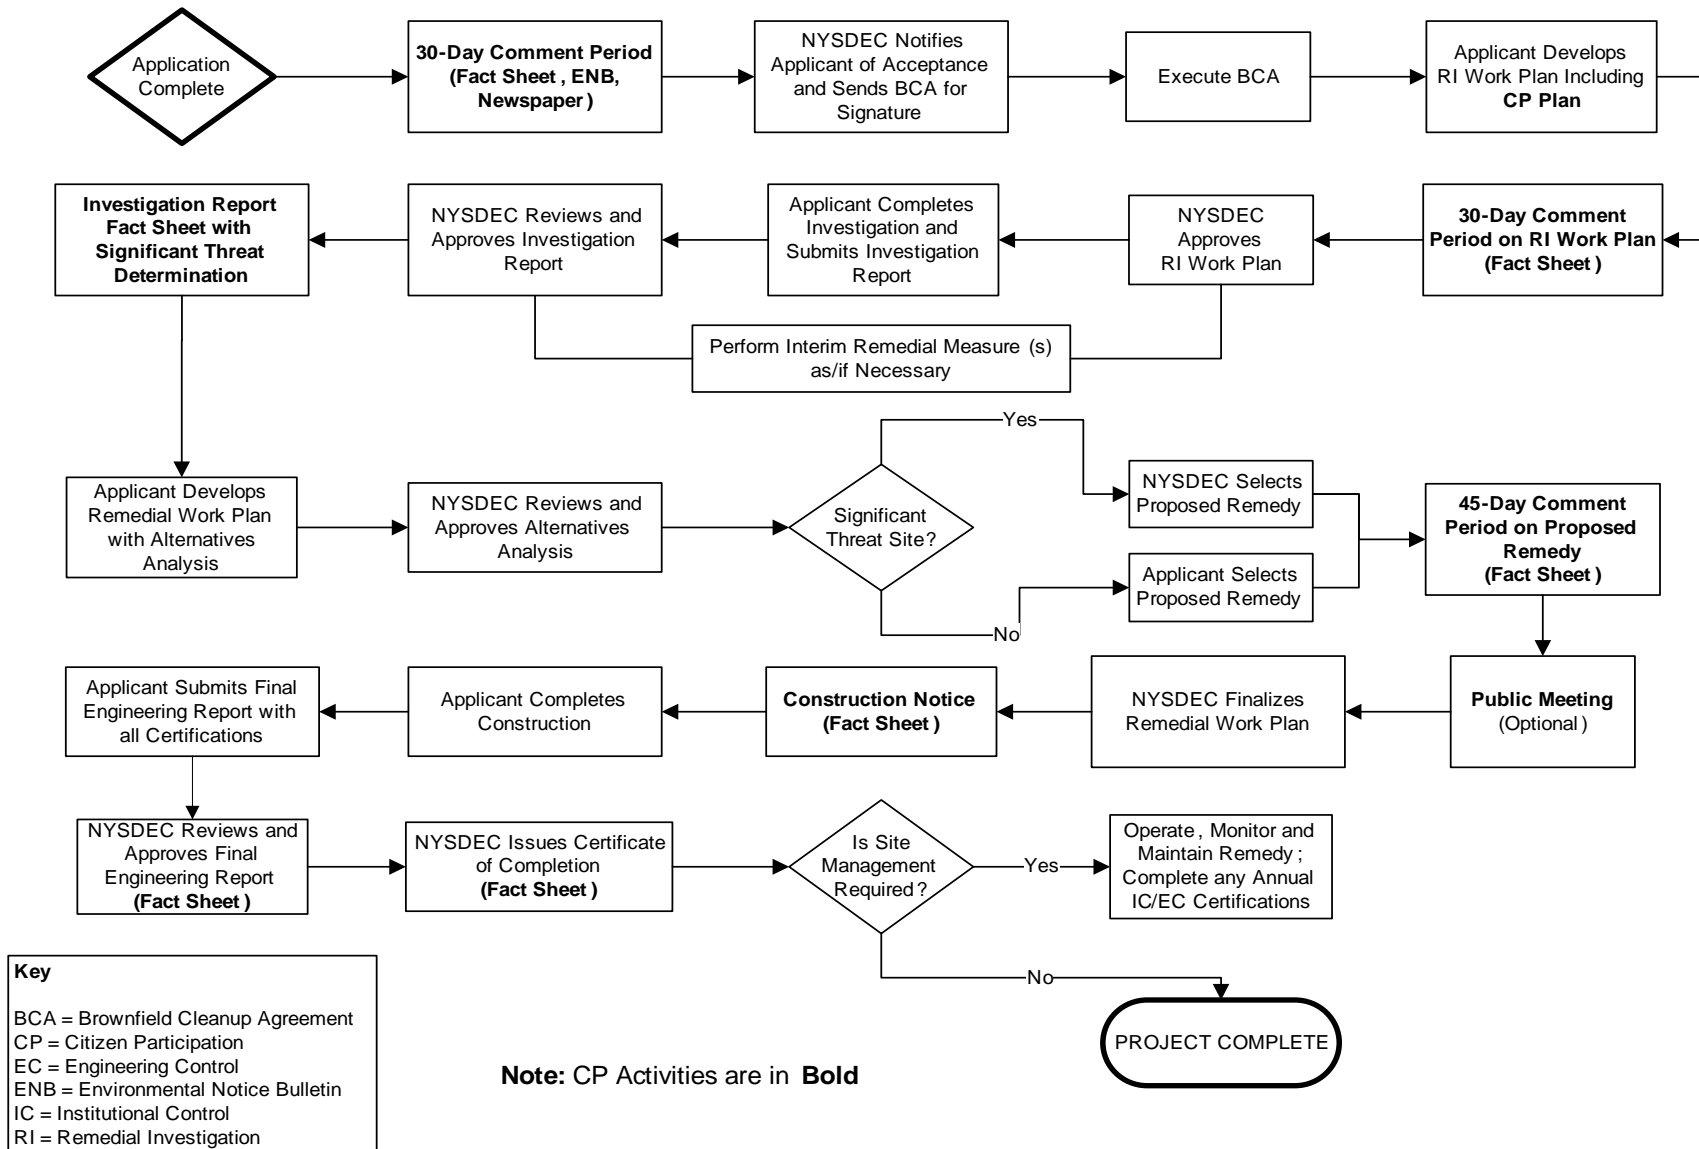 Application
Complete
30-Day Comment Period
(Fact Sheet , ENB,
Newspaper )
NYSDEC Notifies
Applicant of Acceptance
and Sends BCA for
Signature
Execute BCA
Applicant Develops
RI Work Plan Including
CP Plan
30-Day Comment
Period on RI Work Plan
(Fact Sheet )
NYSDEC
Approves
RI Work Plan
Applicant Completes
Investigation and
Submits Investigation
Report
NYSDEC Reviews and
Approves Investigation
Report
Investigation Report
Fact Sheet with
Significant Threat
Determination
Perform Interim Remedial Measure (s)
as/if Necessary
Applicant Develops
Remedial Work Plan
with Alternatives
Analysis
NYSDEC Reviews and
Approves Alternatives
Analysis
Significant
Threat Site?
Yes
No
NYSDEC Selects
Proposed Remedy
Applicant Selects
Proposed Remedy
45-Day Comment
Period on Proposed
Remedy
(Fact Sheet )
Public Meeting
(Optional )
NYSDEC Finalizes
Remedial Work Plan
Construction Notice
(Fact Sheet )
Applicant Completes
Construction
Applicant Submits Final
Engineering Report with
all Certifications
NYSDEC Reviews and
Approves Final
Engineering Report
(Fact Sheet )
NYSDEC Issues Certificate
of Completion
(Fact Sheet )
Is Site
Management
Required?
Yes
Operate , Monitor and
Maintain Remedy ;
Complete any Annual
IC/EC Certifications
No
PROJECT COMPLETE
Key
BCA = Brownfield Cleanup Agreement
CP = Citizen Participation
EC = Engineering Control
ENB = Environmental Notice Bulletin
IC = Institutional Control
RI = Remedial Investigation
Note: CP Activities are in Bold